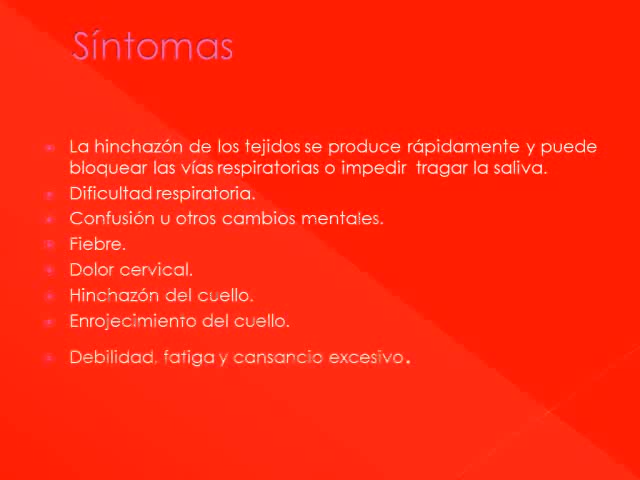 Síntomas
La hinchazón de los tejidos se produce rápidamente y puede
bloquear las vías respiratorias o impedir tragar la saliva.
Dificultad respiratoria.
Confusión u otros cambios mentales.
Fiebre.
Dolor cervical.
Hinchazón del cuello.
Enrojecimiento del cuello.
Debilidad, fatiga y cansancio excesivo.